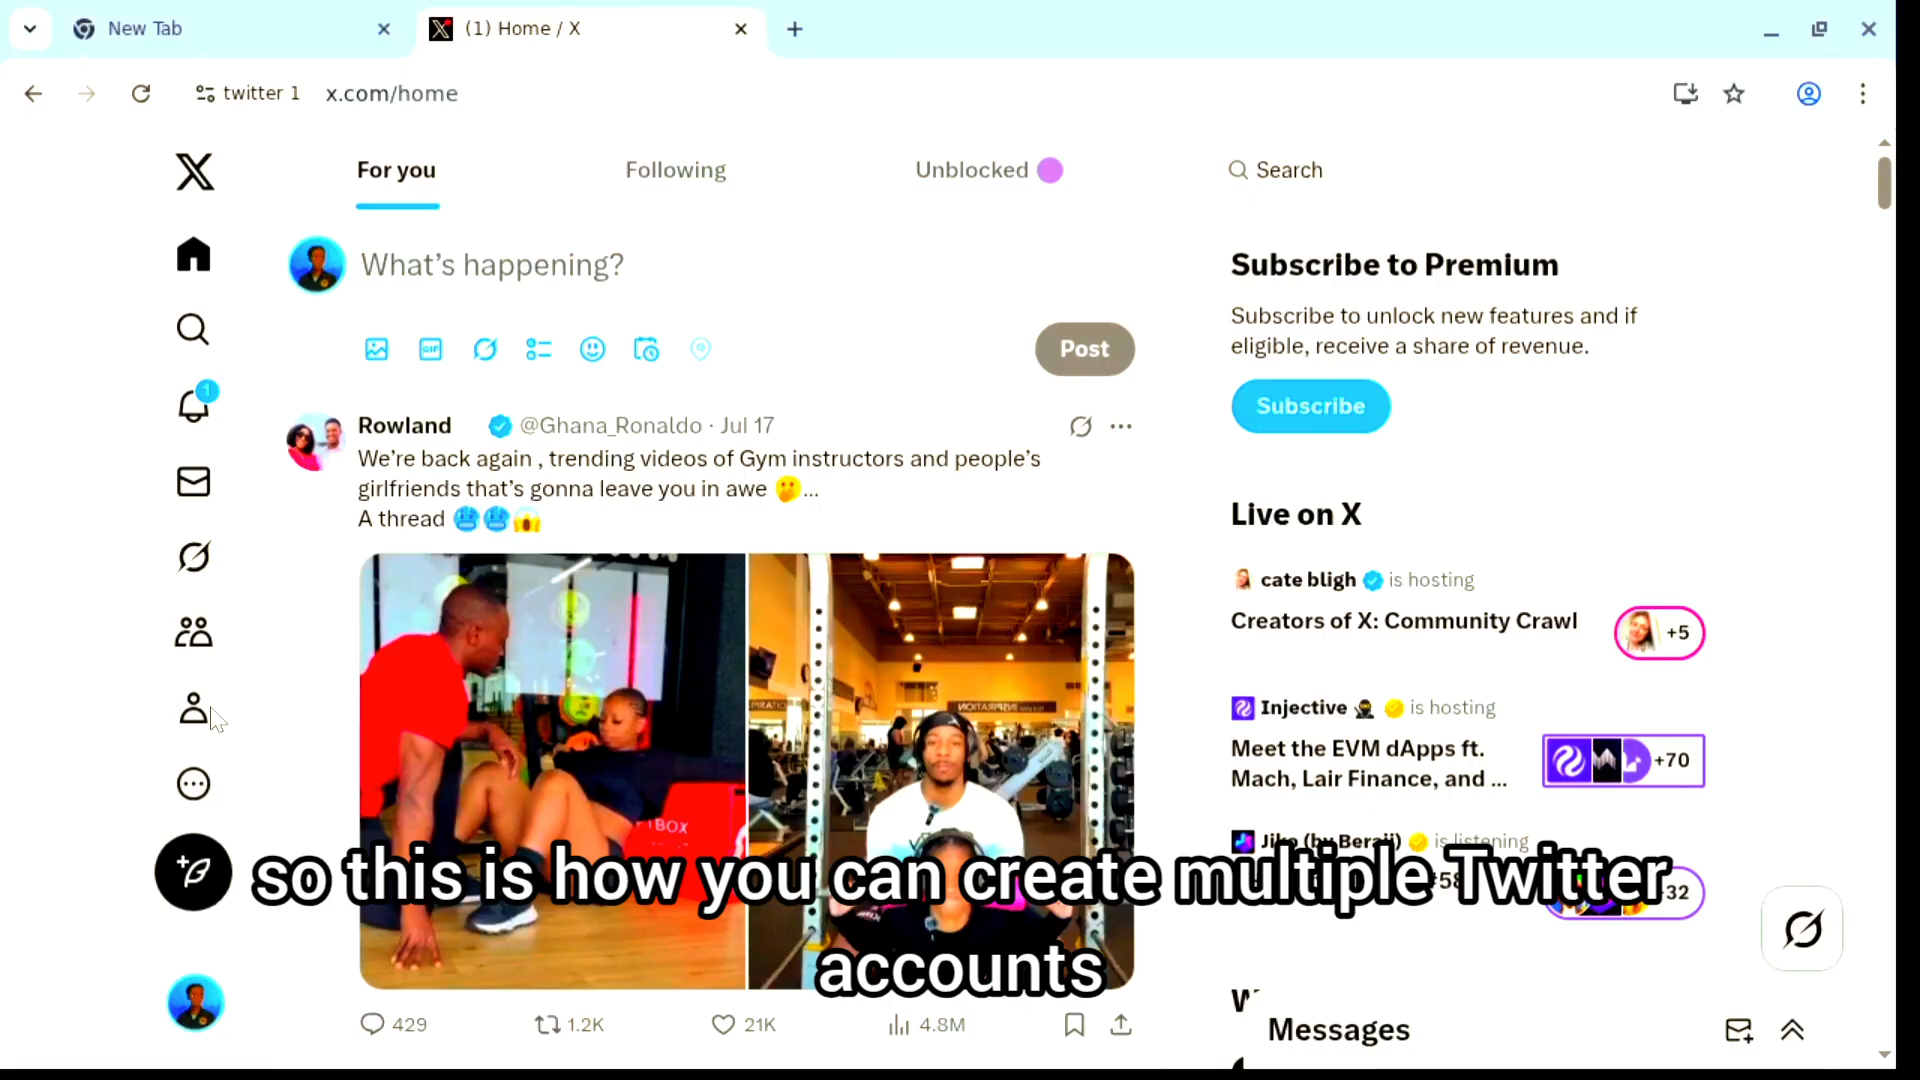 New Tab
(1) Home / X
twitter 1
x.com/home
For you
Following
Unblocked
Search
What's happening?
GIF
Post
Rowland @Ghana_Ronaldo · Jul 17
We're back again , trending videos of Gym instructors and people's
girlfriends that's gonna leave you in awe 🤭...
A thread 🥶🥶😱
429
1.2K
21K
4.8M
1
Subscribe to Premium
Subscribe to unlock new features and if
eligible, receive a share of revenue.
Subscribe
Live on X
cate bligh is hosting
Creators of X: Community Crawl
+5
Injective 🥷 is hosting
Meet the EVM dApps ft.
Mach, Lair Finance, and ...
+70
Jiko (by Beraji) is listening
so this is how you can create multiple Twitter
accounts
Messages